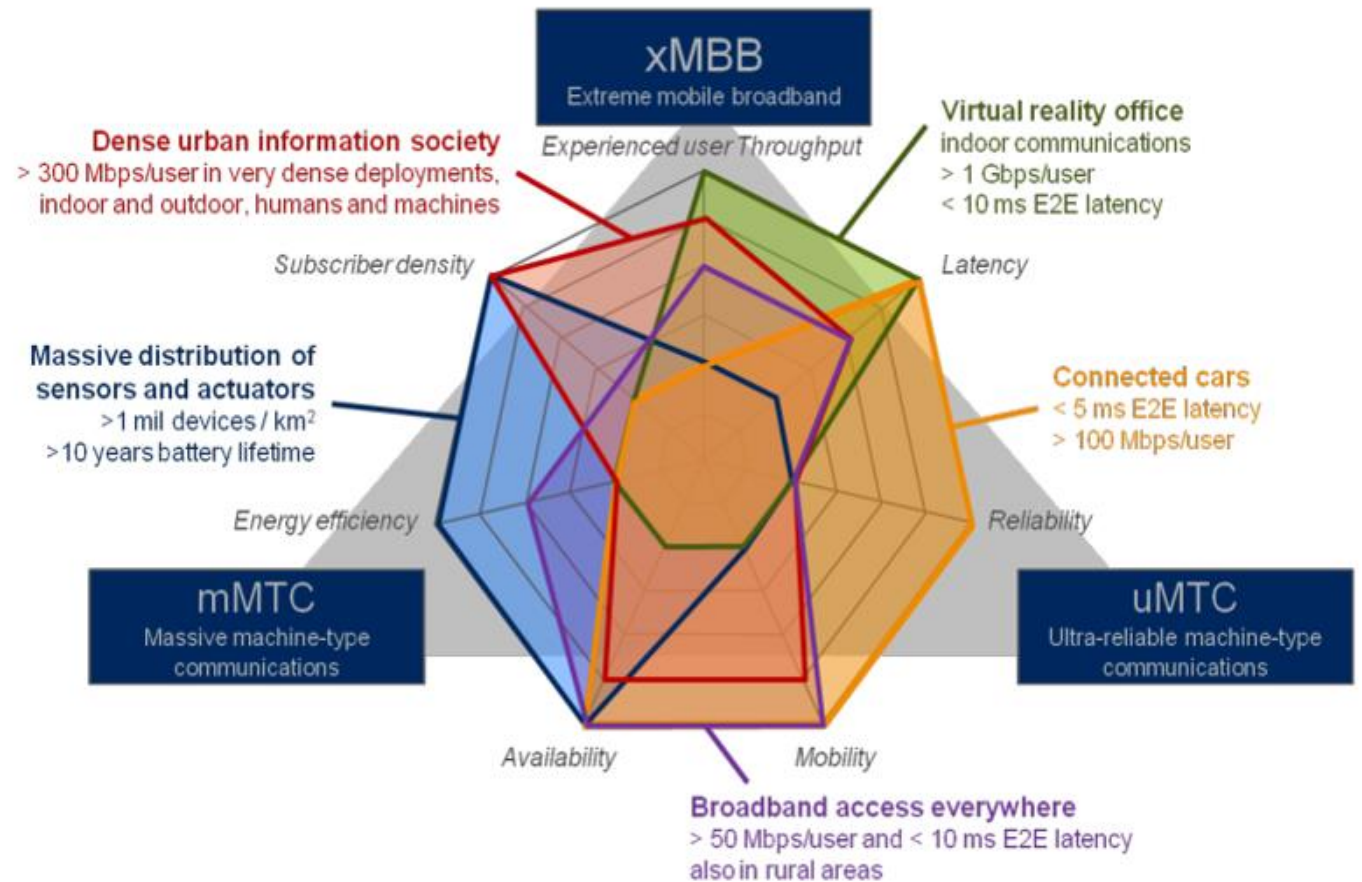 xMBB
Extreme mobile broadband
Experienced user Throughput
Dense urban information society
> 300 Mbps/user in very dense deployments,
indoor and outdoor, humans and machines
Virtual reality office
indoor communications
> 1 Gbps/user
< 10 ms E2E latency
Subscriber density
Latency
Massive distribution of
sensors and actuators
>1 mil devices / km²
>10 years battery lifetime
Connected cars
< 5 ms E2E latency
> 100 Mbps/user
Energy efficiency
Reliability
mMTC
Massive machine-type
communications
uMTC
Ultra-reliable machine-type
communications
Availability
Mobility
Broadband access everywhere
> 50 Mbps/user and < 10 ms E2E latency
also in rural areas